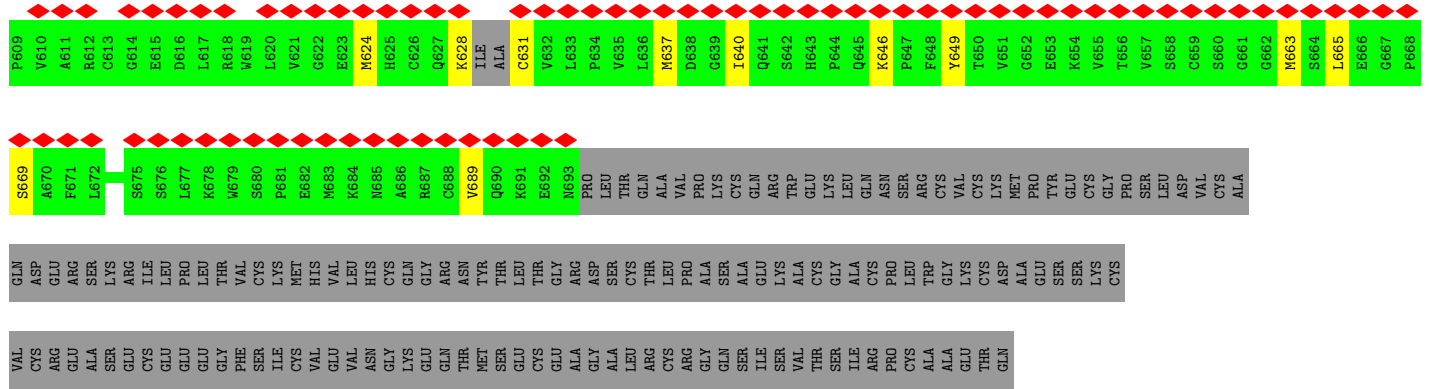 P609 V610 A611 R612 C613 G614 E615 D616 L617 R618 W619 L620 V621 G622 E623 M624 H625 C626 Q627 K628 ILE ALA C631 V632 L633 P634 V635 L636 M637 D638 G639 I640 Q641 S642 H643 P644 Q645 K646 P647 F648 Y649 T650 V651 G652 E653 K654 V655 T656 V657 S658 C659 S660 G661 G662 M663 S664 L665 E666 G667 P668
S669 A670 F671 L672 S675 S676 L677 K678 W679 S680 P681 E682 M683 K684 N685 A686 R687 C688 V689 Q690 K691 E692 N693 PRO LEU THR GLN ALA VAL PRO LYS CYS GLN ARG TRP GLU LYS LEU GLN ASN SER ARG CYS VAL CYS LYS MET PRO TYR GLU CYS GLY PRO SER LEU ASP VAL CYS ALA
GLN ASP GLU ARG SER LYS ARG ILE LEU PRO LEU THR VAL CYS LYS MET HIS VAL LEU HIS CYS GLN GLY ARG ASN TYR THR LEU THR GLY ARG ASP SER CYS THR LEU PRO ALA SER ALA GLU LYS ALA CYS GLY ALA CYS PRO LEU TRP GLY LYS CYS ASP ALA GLU SER SER LYS CYS
VAL CYS ARG GLU ALA SER GLU CYS GLU GLU GLU GLY PHE SER ILE CYS VAL GLU VAL ASN GLY LYS GLU GLN THR MET SER GLU CYS GLU ALA GLY ALA LEU ARG CYS ARG GLY GLN SER ILE SER VAL THR SER ILE ARG PRO CYS ALA ALA GLU THR GLN